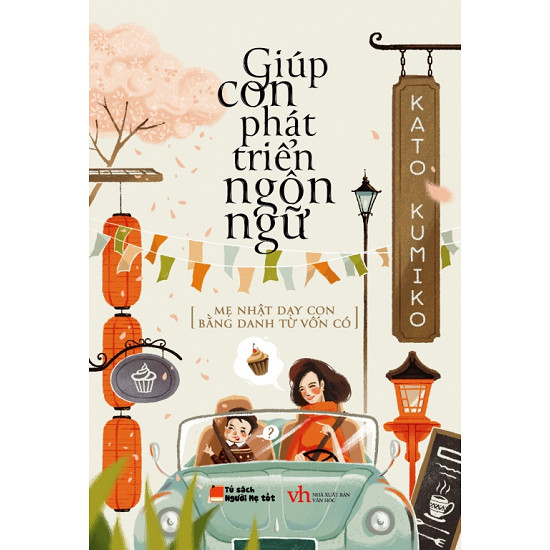 Giúp
con
phát
triển
ngôn
ngữ
KATO KUMIKO
[ MẸ NHẬT DẠY CON
BẰNG DANH TỪ VỐN CÓ ]
?
Tủ sách
Người Mẹ tốt
vh NHÀ XUẤT BẢN
VĂN HỌC